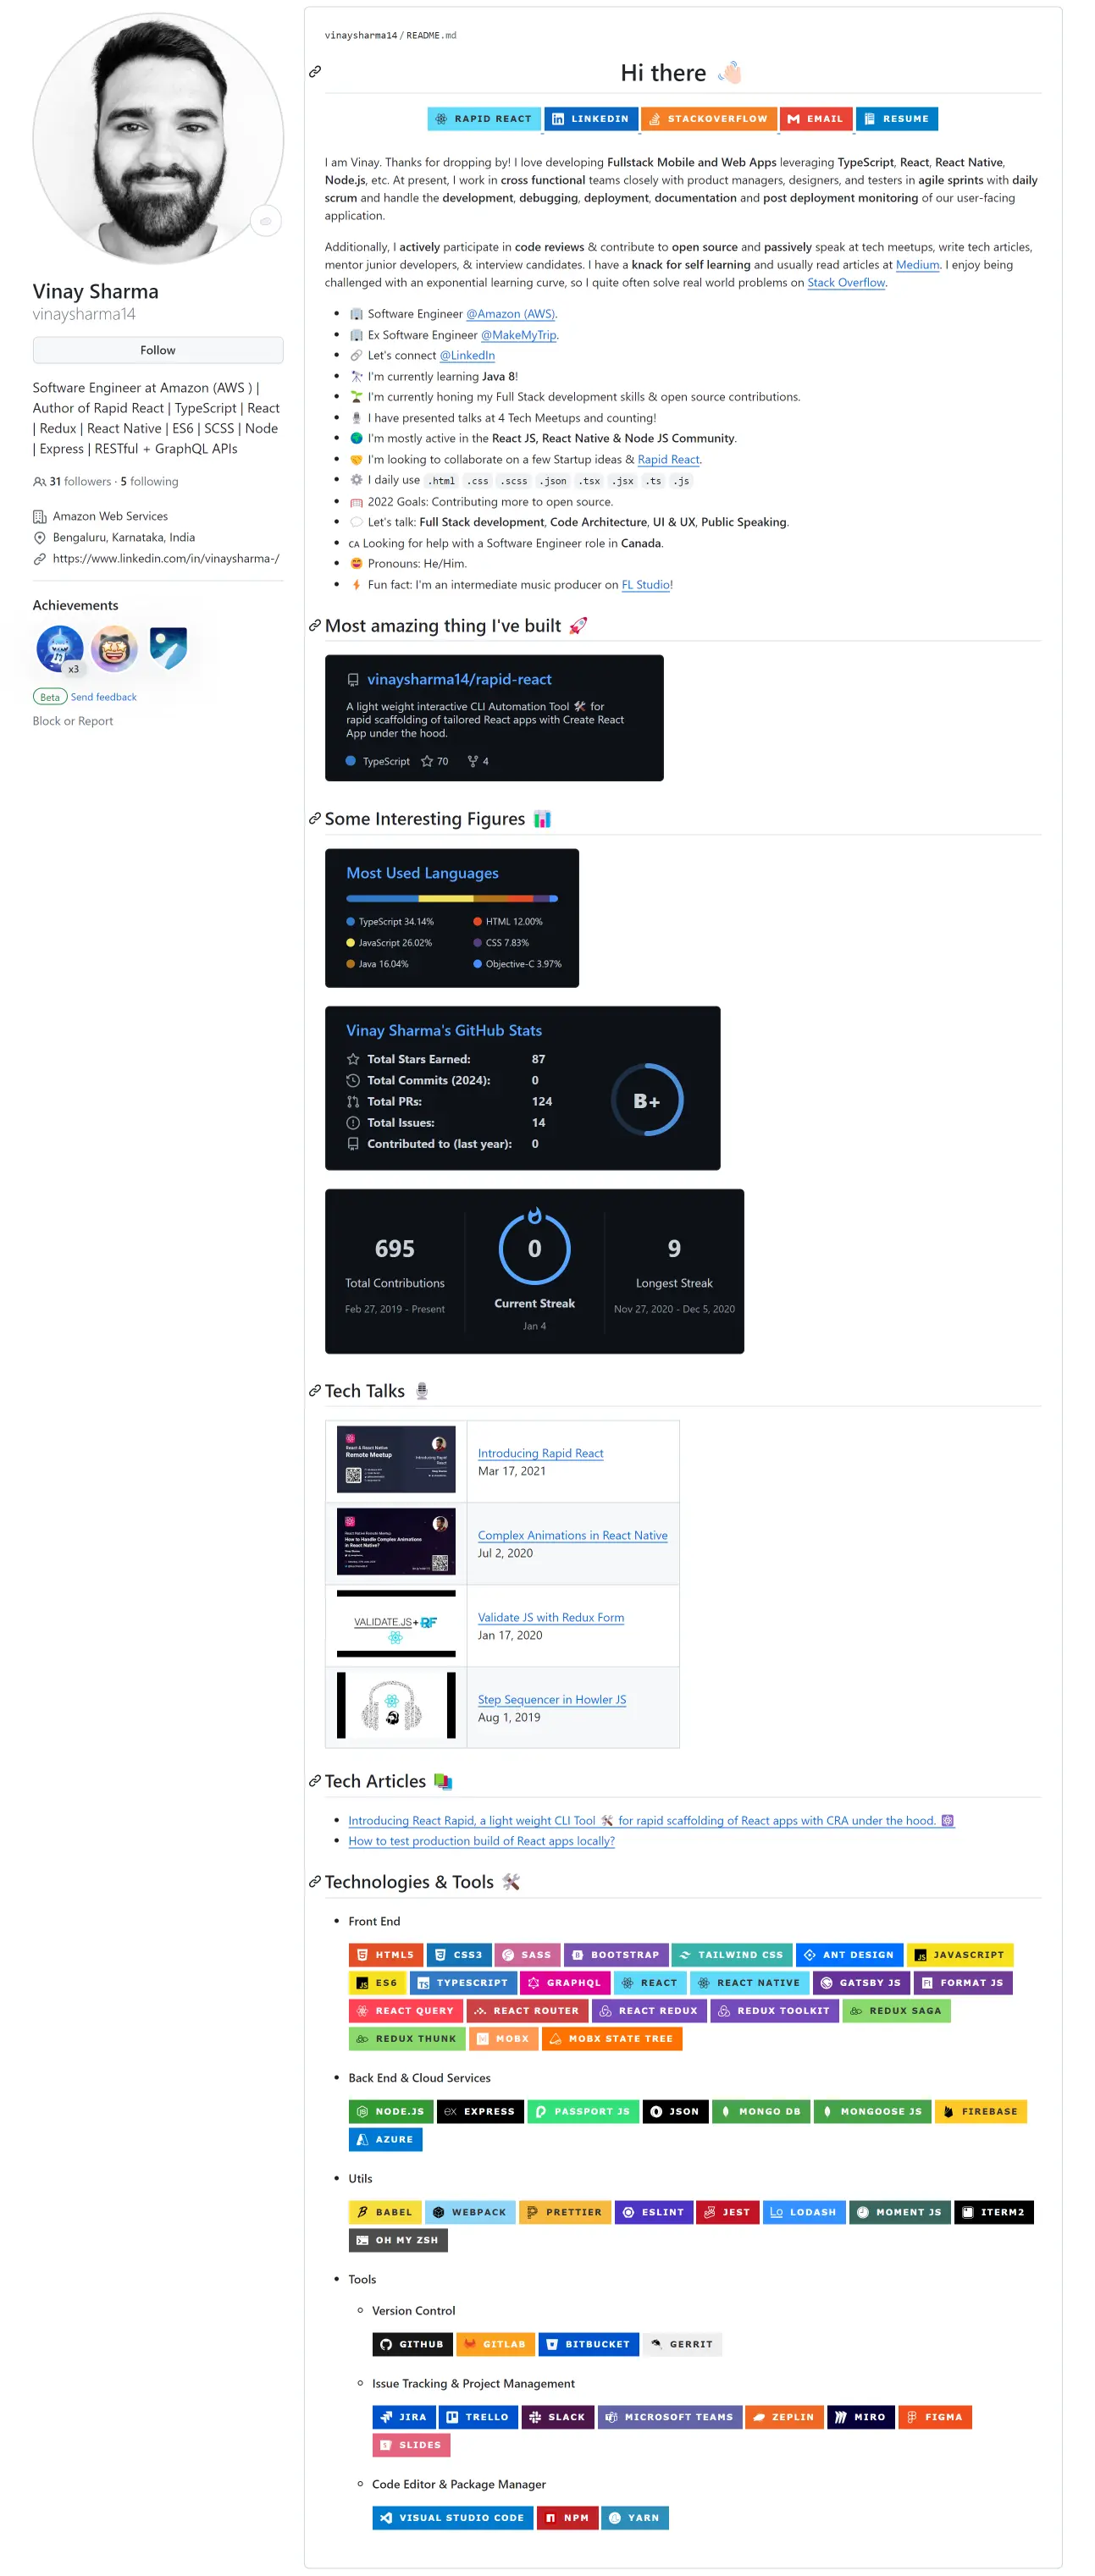 vinaysharma14 / README.md
Hi there 👋🏻
RAPID REACT LINKEDIN STACKOVERFLOW EMAIL RESUME
I am Vinay. Thanks for dropping by! I love developing Fullstack Mobile and Web Apps leveraging TypeScript, React, React Native,
Node.js, etc. At present, I work in cross functional teams closely with product managers, designers, and testers in agile sprints with daily
scrum and handle the development, debugging, deployment, documentation and post deployment monitoring of our user-facing
application.
Additionally, I actively participate in code reviews & contribute to open source and passively speak at tech meetups, write tech articles,
mentor junior developers, & interview candidates. I have a knack for self learning and usually read articles at Medium. I enjoy being
challenged with an exponential learning curve, so I quite often solve real world problems on Stack Overflow.
Vinay Sharma
vinaysharma14
Follow
Software Engineer at Amazon (AWS ) |
Author of Rapid React | TypeScript | React
| Redux | React Native | ES6 | SCSS | Node
| Express | RESTful + GraphQL APIs
31 followers · 5 following
Amazon Web Services
Bengaluru, Karnataka, India
https://www.linkedin.com/in/vinaysharma-/
Achievements
x3
Beta Send feedback
Block or Report
• 🏢 Software Engineer @Amazon (AWS).
• 🏢 Ex Software Engineer @MakeMyTrip.
• 🔗 Let's connect @LinkedIn
• 🔭 I'm currently learning Java 8!
• 🌱 I'm currently honing my Full Stack development skills & open source contributions.
• 🎙 I have presented talks at 4 Tech Meetups and counting!
• 🌎 I'm mostly active in the React JS, React Native & Node JS Community.
• 🤝 I'm looking to collaborate on a few Startup ideas & Rapid React.
• ⚙️ I daily use .html .css .scss .json .tsx .jsx .ts .js
• 🥅 2022 Goals: Contributing more to open source.
• 💬 Let's talk: Full Stack development, Code Architecture, UI & UX, Public Speaking.
• CA Looking for help with a Software Engineer role in Canada.
• 😄 Pronouns: He/Him.
• ⚡ Fun fact: I'm an intermediate music producer on FL Studio!
Most amazing thing I've built 🚀
vinaysharma14/rapid-react
A light weight interactive CLI Automation Tool 🛠️ for
rapid scaffolding of tailored React apps with Create React
App under the hood.
TypeScript 70 4
Some Interesting Figures 📊
Most Used Languages
TypeScript 34.14% HTML 12.00%
JavaScript 26.02% CSS 7.83%
Java 16.04% Objective-C 3.97%
Vinay Sharma's GitHub Stats
Total Stars Earned: 87
Total Commits (2024): 0
Total PRs: 124
Total Issues: 14
Contributed to (last year): 0
B+
695 0 9
Total Contributions Current Streak Longest Streak
Feb 27, 2019 - Present Jan 4 Nov 27, 2020 - Dec 5, 2020
Tech Talks 🎙
React & React Native
Remote Meetup
Introducing Rapid
React
Introducing Rapid React
Mar 17, 2021
React Native Remote Meetup
How to Handle Complex Animations
in React Native?
Complex Animations in React Native
Jul 2, 2020
VALIDATE.JS + RF
Validate JS with Redux Form
Jan 17, 2020
Step Sequencer in Howler JS
Aug 1, 2019
Tech Articles 📚
• Introducing React Rapid, a light weight CLI Tool 🛠️ for rapid scaffolding of React apps with CRA under the hood. ⚛️
• How to test production build of React apps locally?
Technologies & Tools 🛠️
• Front End
HTML5 CSS3 SASS BOOTSTRAP TAILWIND CSS ANT DESIGN JAVASCRIPT
ES6 TYPESCRIPT GRAPHQL REACT REACT NATIVE GATSBY JS FORMAT JS
REACT QUERY REACT ROUTER REACT REDUX REDUX TOOLKIT REDUX SAGA
REDUX THUNK MOBX MOBX STATE TREE
• Back End & Cloud Services
NODE.JS EXPRESS PASSPORT JS JSON MONGO DB MONGOOSE JS FIREBASE
AZURE
• Utils
BABEL WEBPACK PRETTIER ESLINT JEST LODASH MOMENT JS ITERM2
OH MY ZSH
• Tools
Version Control
GITHUB GITLAB BITBUCKET GERRIT
Issue Tracking & Project Management
JIRA TRELLO SLACK MICROSOFT TEAMS ZEPLIN MIRO FIGMA
SLIDES
Code Editor & Package Manager
VISUAL STUDIO CODE NPM YARN